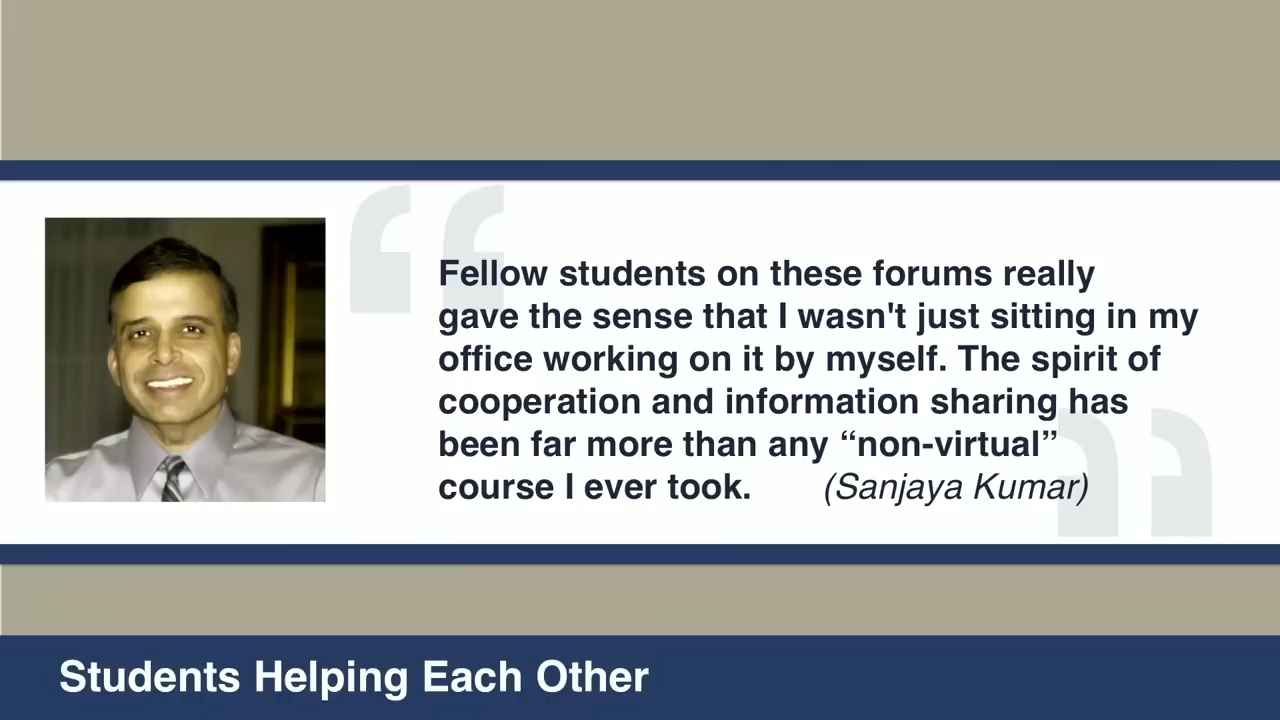 Fellow students on these forums really
gave the sense that I wasn't just sitting in my
office working on it by myself. The spirit of
cooperation and information sharing has
been far more than any “non-virtual”
course I ever took. (Sanjaya Kumar)
Students Helping Each Other